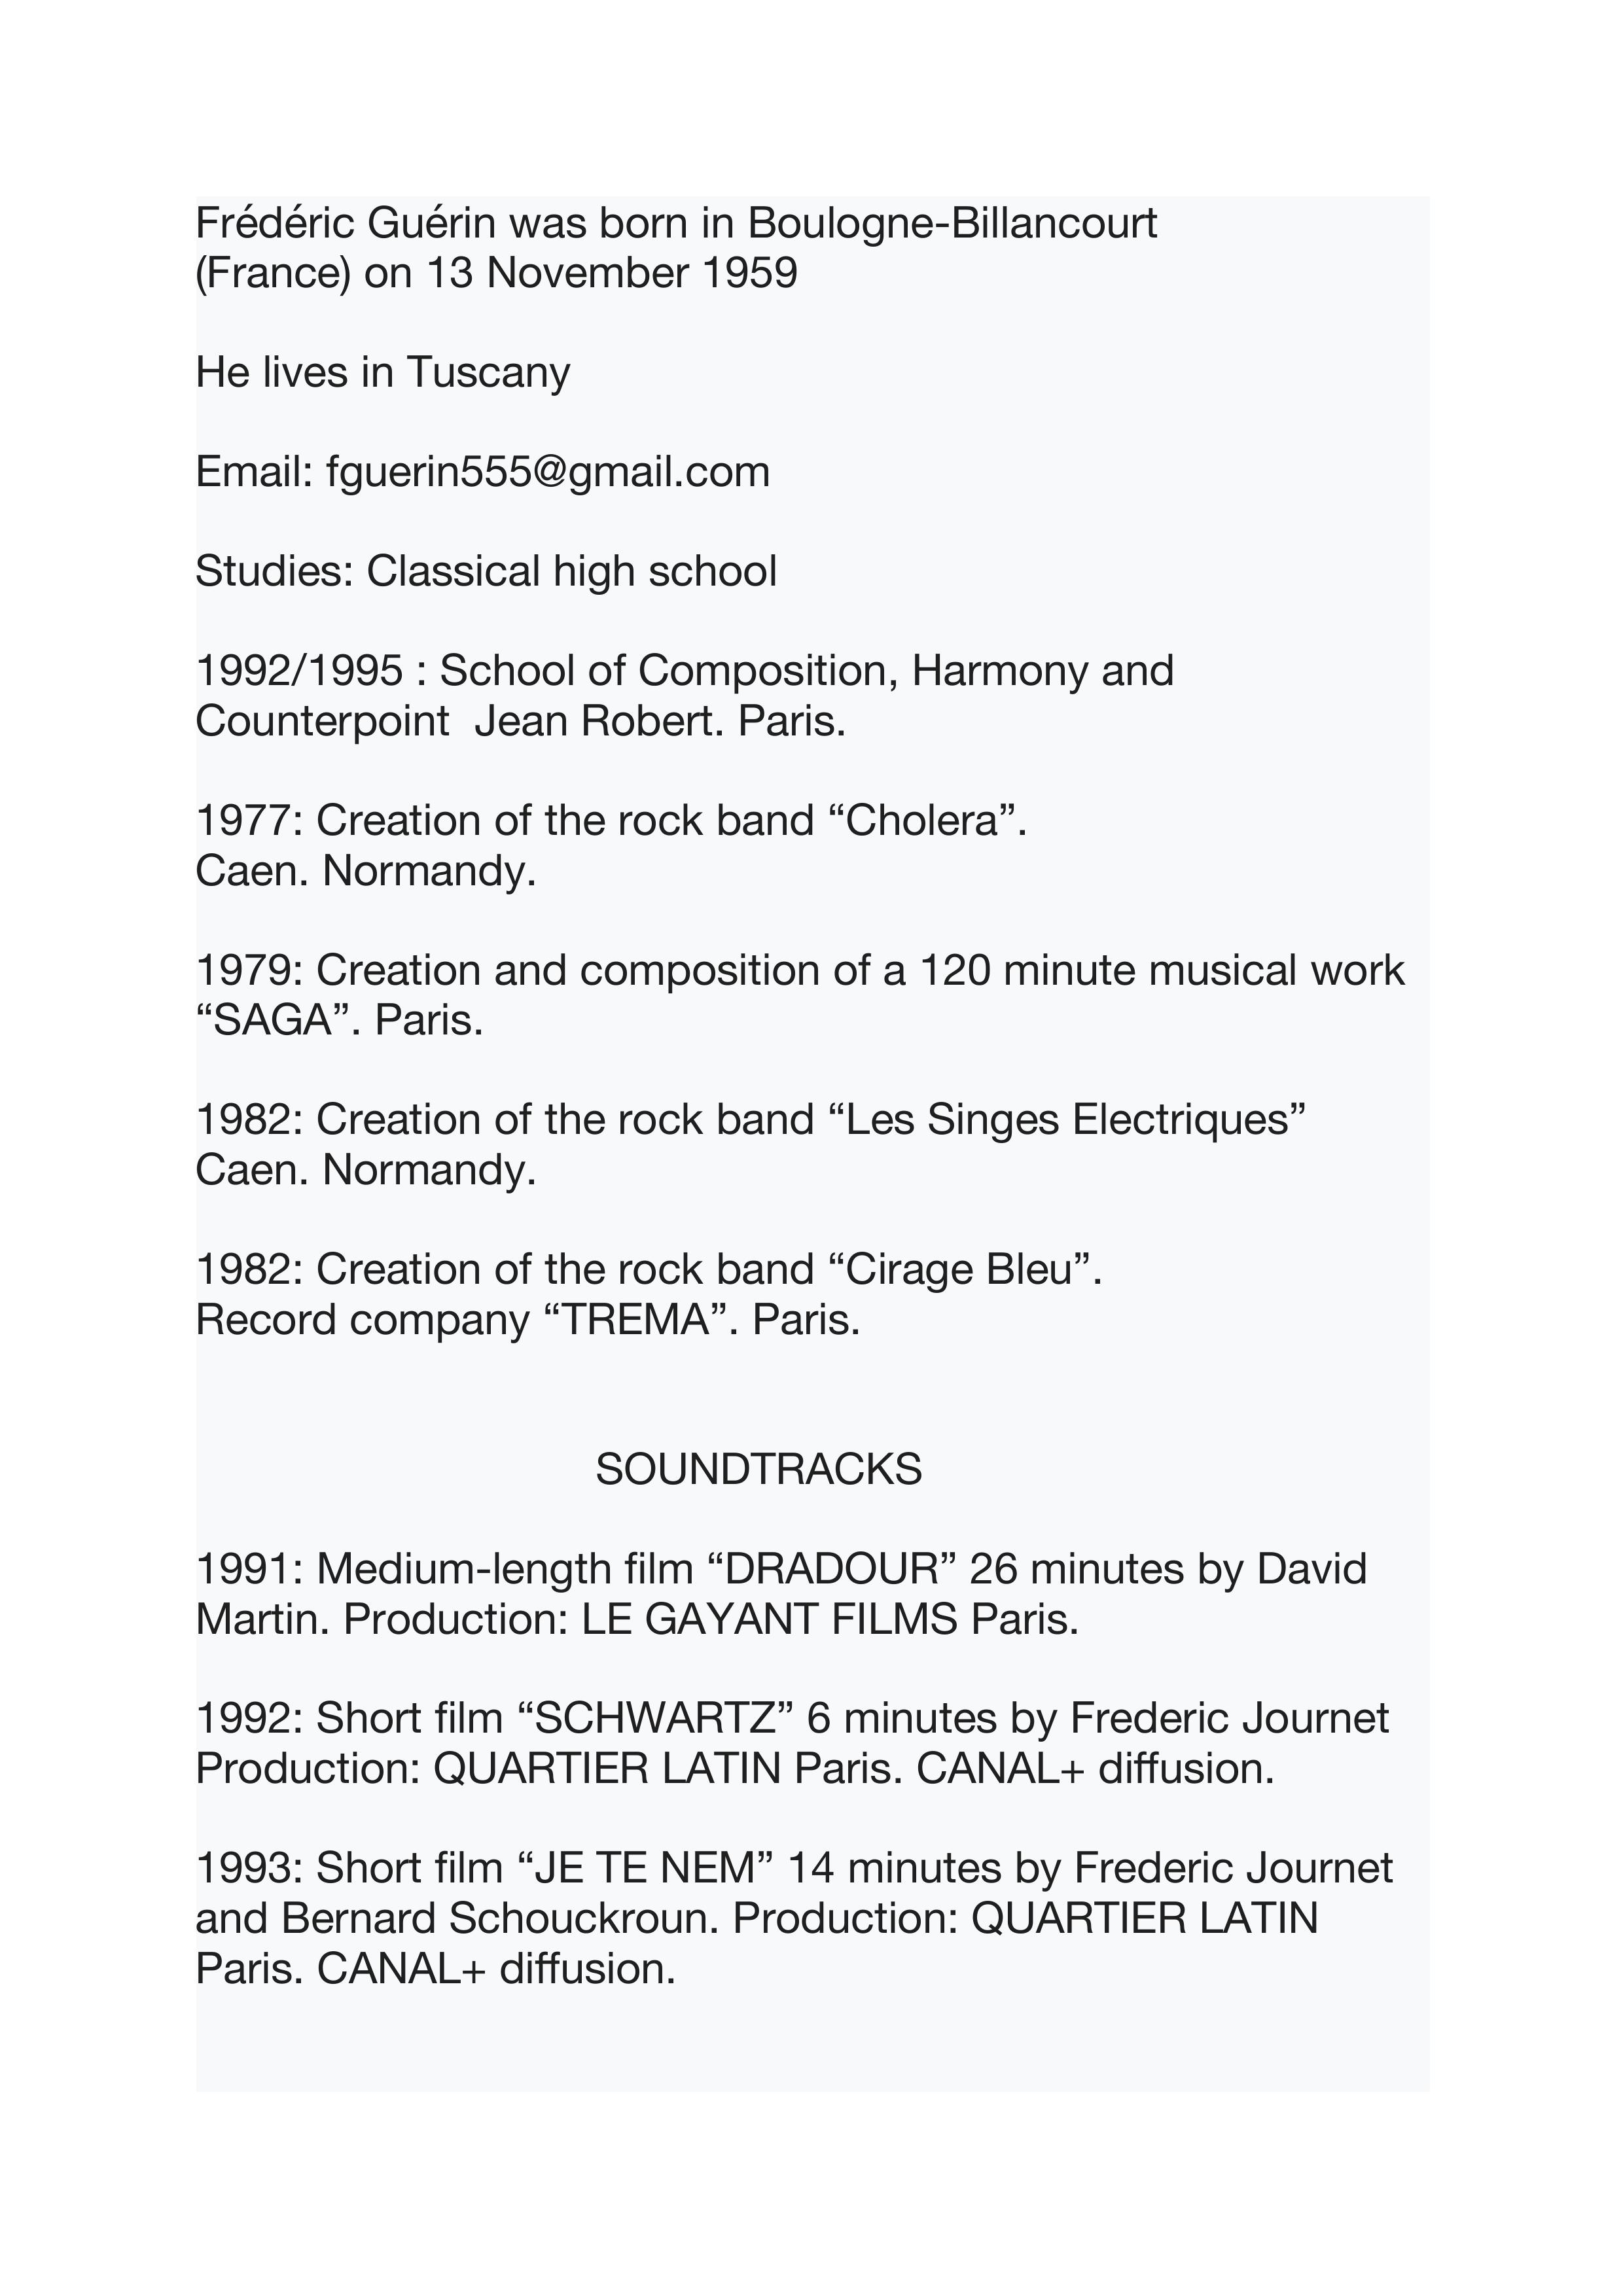 Frédéric Guérin was born in Boulogne-Billancourt
(France) on 13 November 1959
He lives in Tuscany
Email: fguerin555@gmail.com
Studies: Classical high school
1992/1995 : School of Composition, Harmony and
Counterpoint  Jean Robert. Paris.
1977: Creation of the rock band “Cholera”.
Caen. Normandy.
1979: Creation and composition of a 120 minute musical work
“SAGA”. Paris.
1982: Creation of the rock band “Les Singes Electriques”
Caen. Normandy.
1982: Creation of the rock band “Cirage Bleu”.
Record company “TREMA”. Paris.
SOUNDTRACKS
1991: Medium-length film “DRADOUR” 26 minutes by David
Martin. Production: LE GAYANT FILMS Paris.
1992: Short film “SCHWARTZ” 6 minutes by Frederic Journet
Production: QUARTIER LATIN Paris. CANAL+ diffusion.
1993: Short film “JE TE NEM” 14 minutes by Frederic Journet
and Bernard Schouckroun. Production: QUARTIER LATIN
Paris. CANAL+ diffusion.